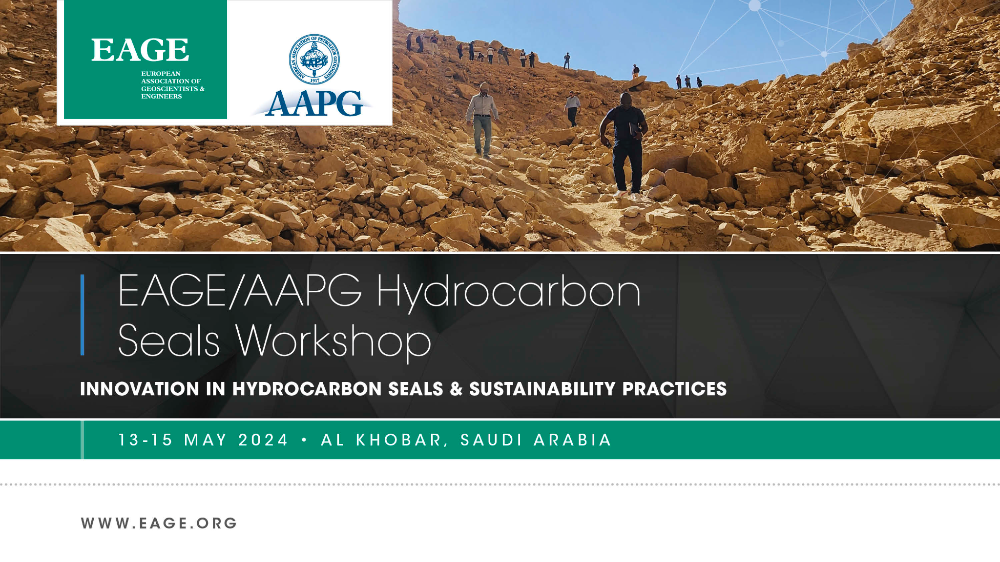 EAGE
EUROPEAN
ASSOCIATION OF
GEOSCIENTISTS &
ENGINEERS
AMERICAN ASSOCIATION OF PETROLEUM GEOLOGISTS
AAPG
1917
AAPG
EAGE/AAPG Hydrocarbon
Seals Workshop
INNOVATION IN HYDROCARBON SEALS & SUSTAINABILITY PRACTICES
13-15 MAY 2024 • AL KHOBAR, SAUDI ARABIA
WWW.EAGE.ORG